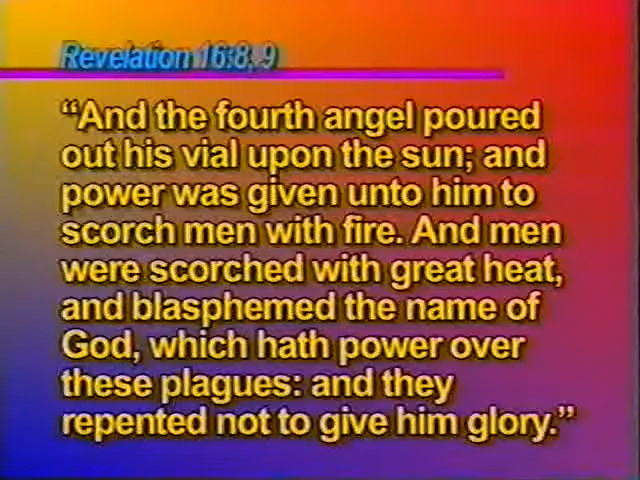 Revelation 16:8, 9
“And the fourth angel poured
out his vial upon the sun; and
power was given unto him to
scorch men with fire. And men
were scorched with great heat,
and blasphemed the name of
God, which hath power over
these plagues: and they
repented not to give him glory.”